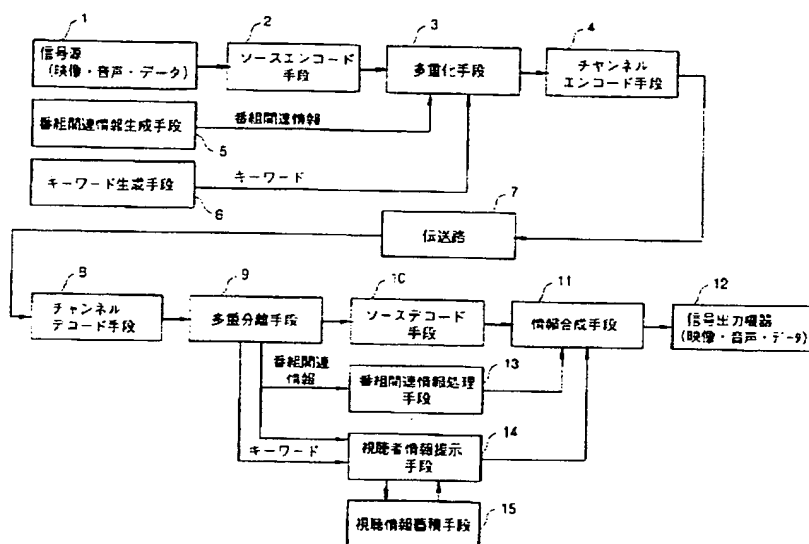 1
信号源
(映像・音声・データ)
2
ソースエンコード
手段
3
多重化手段
4
チャンネル
エンコード手段
番組関連情報生成手段
5
番組関連情報
キーワード生成手段
6
キーワード
7
伝送路
8
チャンネル
デコード手段
9
多重分離手段
10
ソースデコード
手段
11
情報合成手段
12
信号出力機器
(映像・音声・データ)
番組関連
情報
13
番組関連情報処理
手段
キーワード
14
視聴者情報提示
手段
15
視聴情報蓄積手段